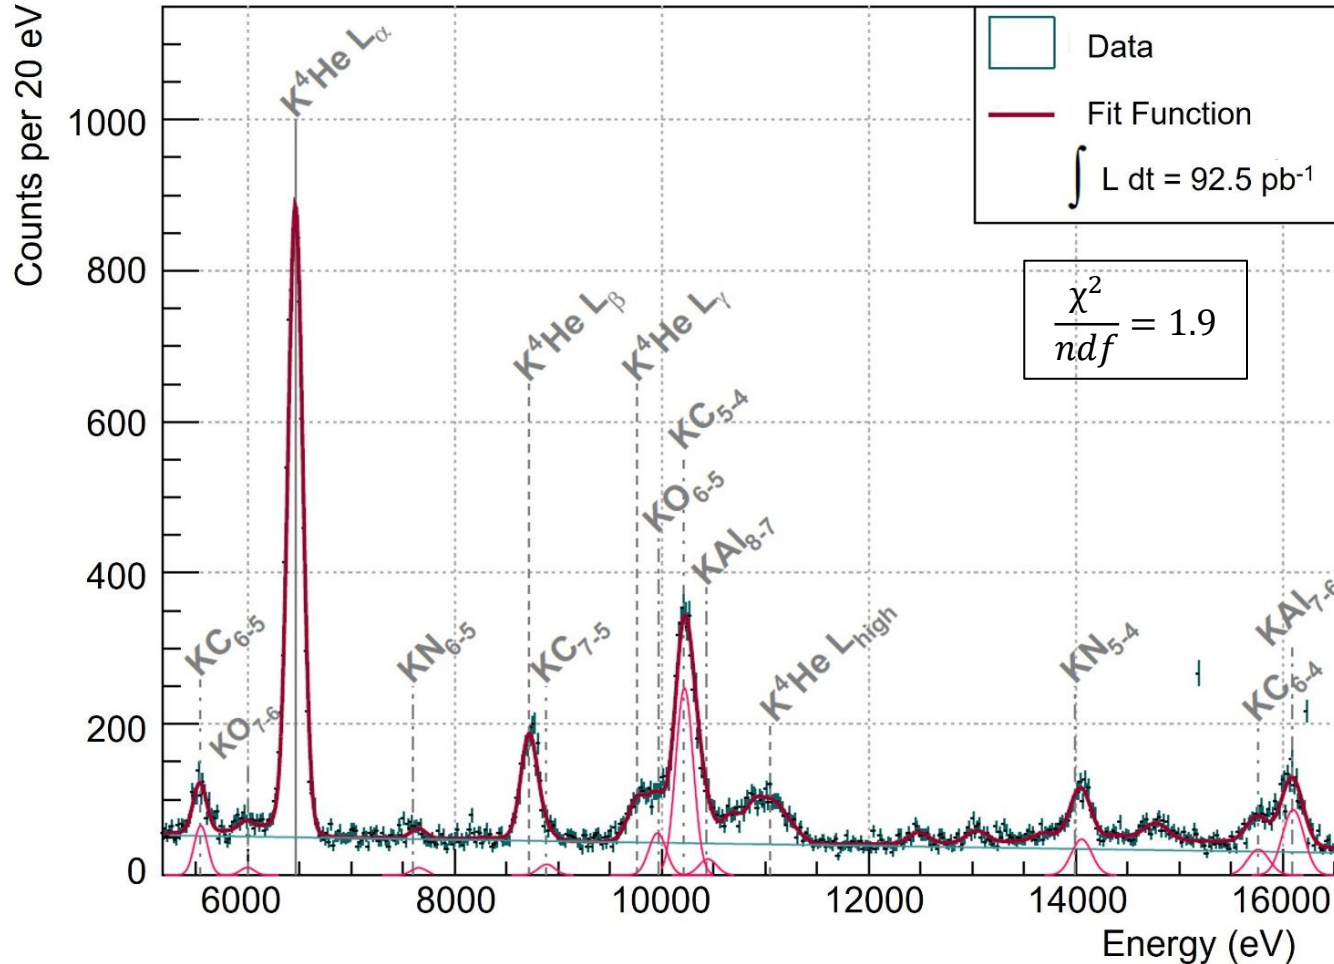 Counts per 20 eV
1000
800
600
400
200
0
6000
8000
10000
12000
14000
16000
Energy (eV)
K⁴He Lα
K⁴He Lβ
K⁴He Lγ
KC5-4
KO6-5
KAl8-7
KC6-5
KO7-6
KN6-5
KC7-5
K⁴He Lhigh
KN5-4
KAl7-6
KC6-4
Data
Fit Function
∫ L dt = 92.5 pb⁻¹
χ²/ndf = 1.9